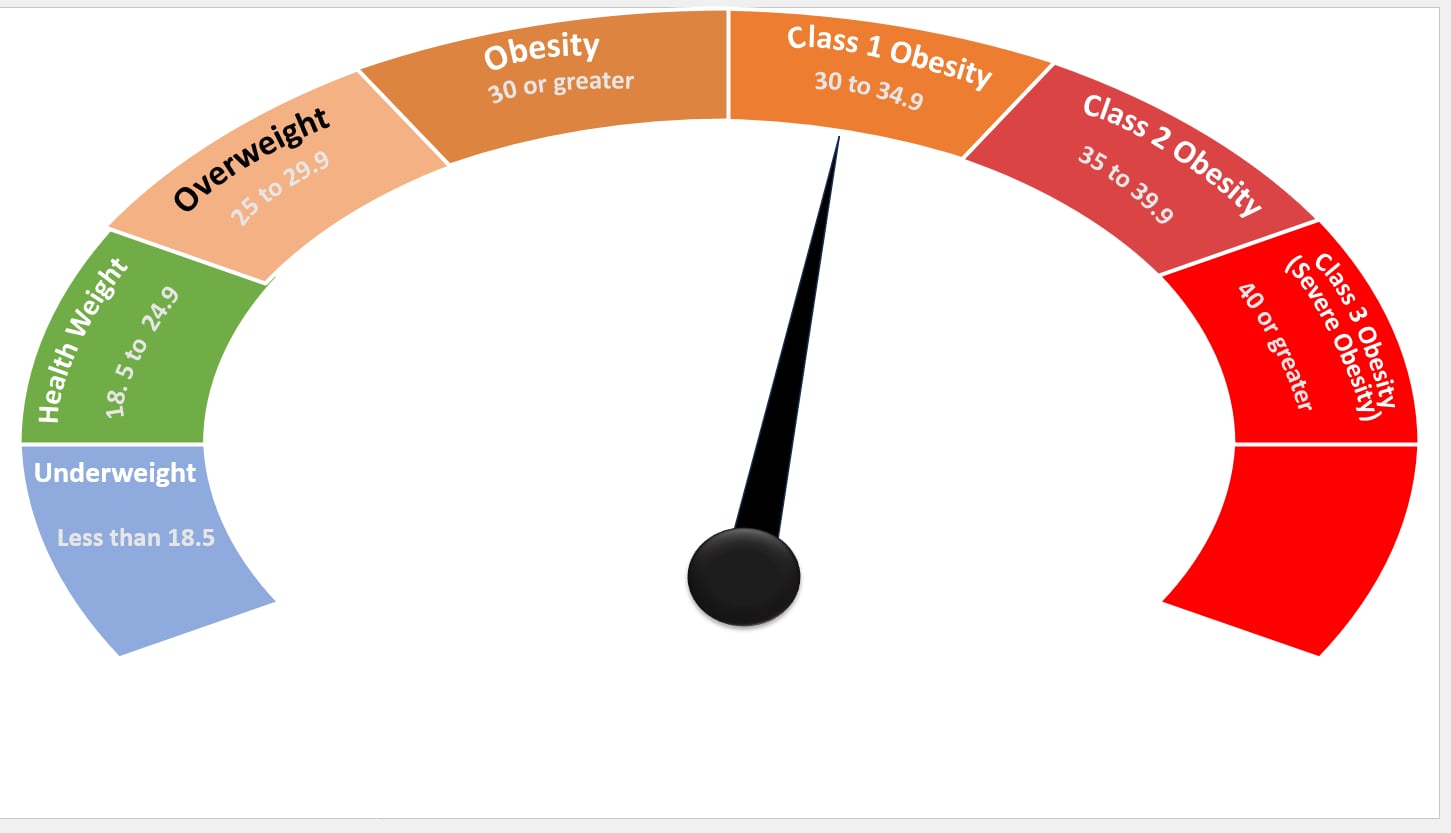 Underweight
Less than 18.5
Health Weight
18. 5 to 24.9
Overweight
25 to 29.9
Obesity
30 or greater
Class 1 Obesity
30 to 34.9
Class 2 Obesity
35 to 39.9
Class 3 Obesity
(Severe Obesity)
40 or greater